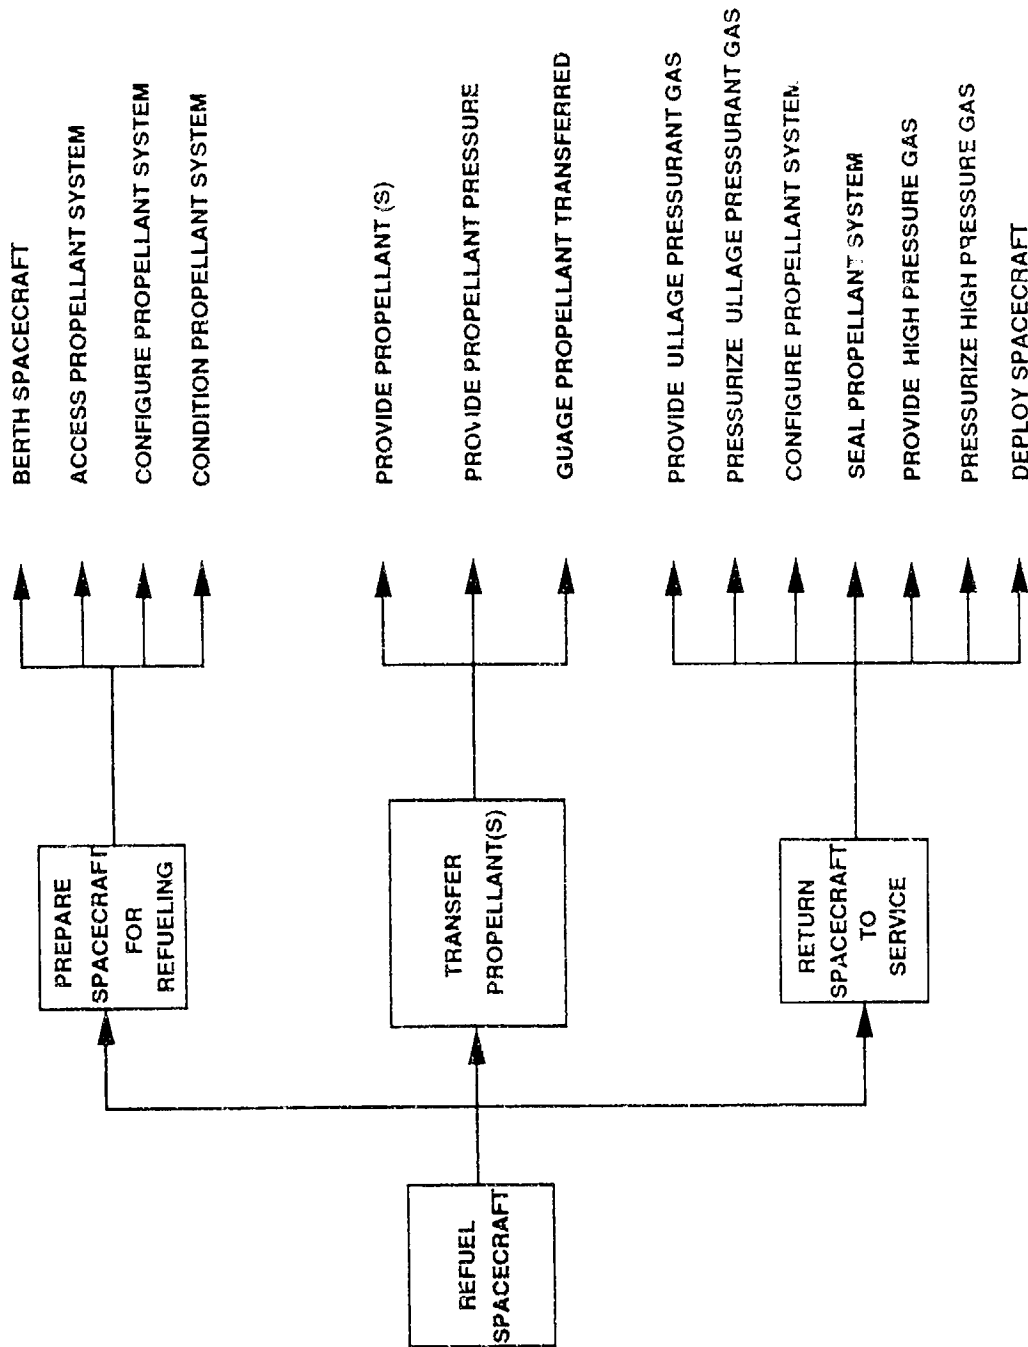 REFUEL
SPACECRAFT
PREPARE
SPACECRAFT
FOR
REFUELING
TRANSFER
PROPELLANT(S)
RETURN
SPACECRAFT
TO
SERVICE
BERTH SPACECRAFT
ACCESS PROPELLANT SYSTEM
CONFIGURE PROPELLANT SYSTEM
CONDITION PROPELLANT SYSTEM
PROVIDE PROPELLANT (S)
PROVIDE PROPELLANT PRESSURE
GUAGE PROPELLANT TRANSFERRED
PROVIDE ULLAGE PRESSURANT GAS
PRESSURIZE ULLAGE PRESSURANT GAS
CONFIGURE PROPELLANT SYSTEM
SEAL PROPELLANT SYSTEM
PROVIDE HIGH PRESSURE GAS
PRESSURIZE HIGH PRESSURE GAS
DEPLOY SPACECRAFT